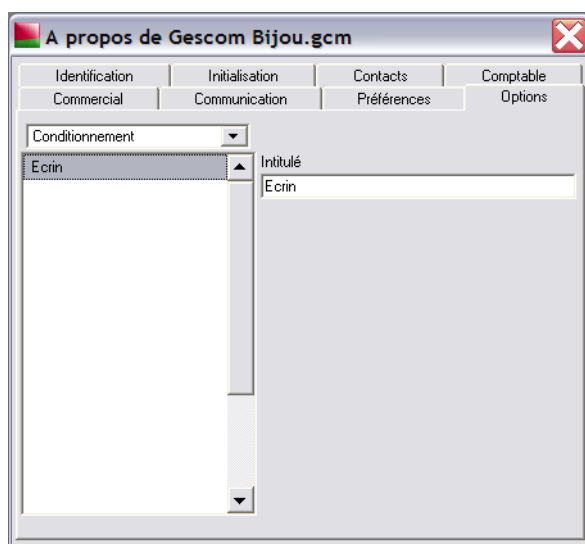 A propos de Gescom Bijou.gcm
Identification Initialisation Contacts Comptable
Commercial Communication Préférences Options
Conditionnement
Ecrin Intitulé
Ecrin